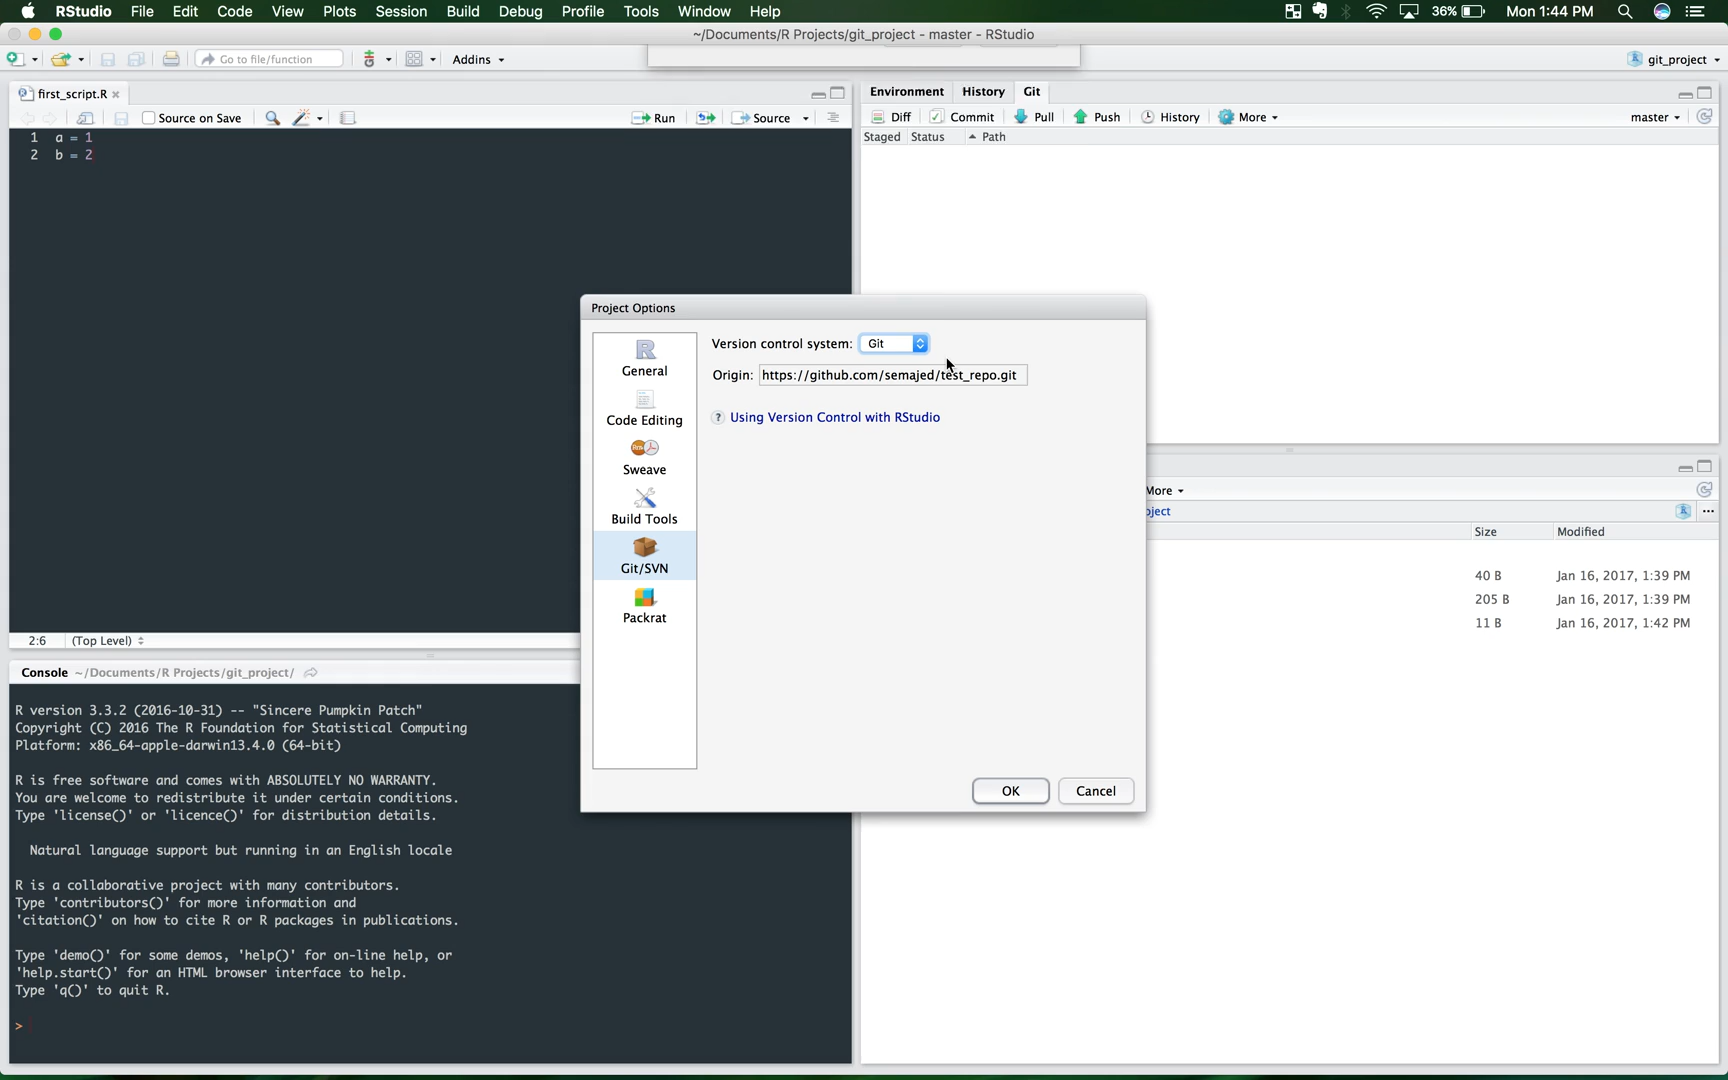 RStudio File Edit Code View Plots Session Build Debug Profile Tools Window Help 36% Mon 1:44 PM
~/Documents/R Projects/git_project - master - RStudio
Go to file/function Addins git_project
first_script.R
Source on Save Run Source
1 a = 1
2 b = 2
2:6 (Top Level)
Environment History Git
Diff Commit Pull Push History More master
Staged Status Path
Project Options
General
Code Editing
Sweave
Build Tools
Git/SVN
Packrat
Version control system: Git
Origin: https://github.com/semajed/test_repo.git
? Using Version Control with RStudio
OK Cancel
More
Size Modified
40 B Jan 16, 2017, 1:39 PM
205 B Jan 16, 2017, 1:39 PM
11 B Jan 16, 2017, 1:42 PM
Console ~/Documents/R Projects/git_project/
R version 3.3.2 (2016-10-31) -- "Sincere Pumpkin Patch"
Copyright (C) 2016 The R Foundation for Statistical Computing
Platform: x86_64-apple-darwin13.4.0 (64-bit)
R is free software and comes with ABSOLUTELY NO WARRANTY.
You are welcome to redistribute it under certain conditions.
Type 'license()' or 'licence()' for distribution details.
Natural language support but running in an English locale
R is a collaborative project with many contributors.
Type 'contributors()' for more information and
'citation()' on how to cite R or R packages in publications.
Type 'demo()' for some demos, 'help()' for on-line help, or
'help.start()' for an HTML browser interface to help.
Type 'q()' to quit R.
>